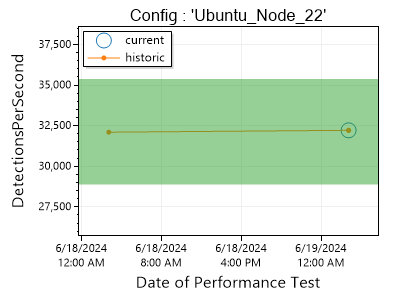 Config : 'Ubuntu_Node_22'
current
historic
37,500
35,000
32,500
30,000
27,500
DetectionsPerSecond
6/18/2024 6/18/2024 6/18/2024 6/19/2024
12:00 AM 8:00 AM 4:00 PM 12:00 AM
Date of Performance Test